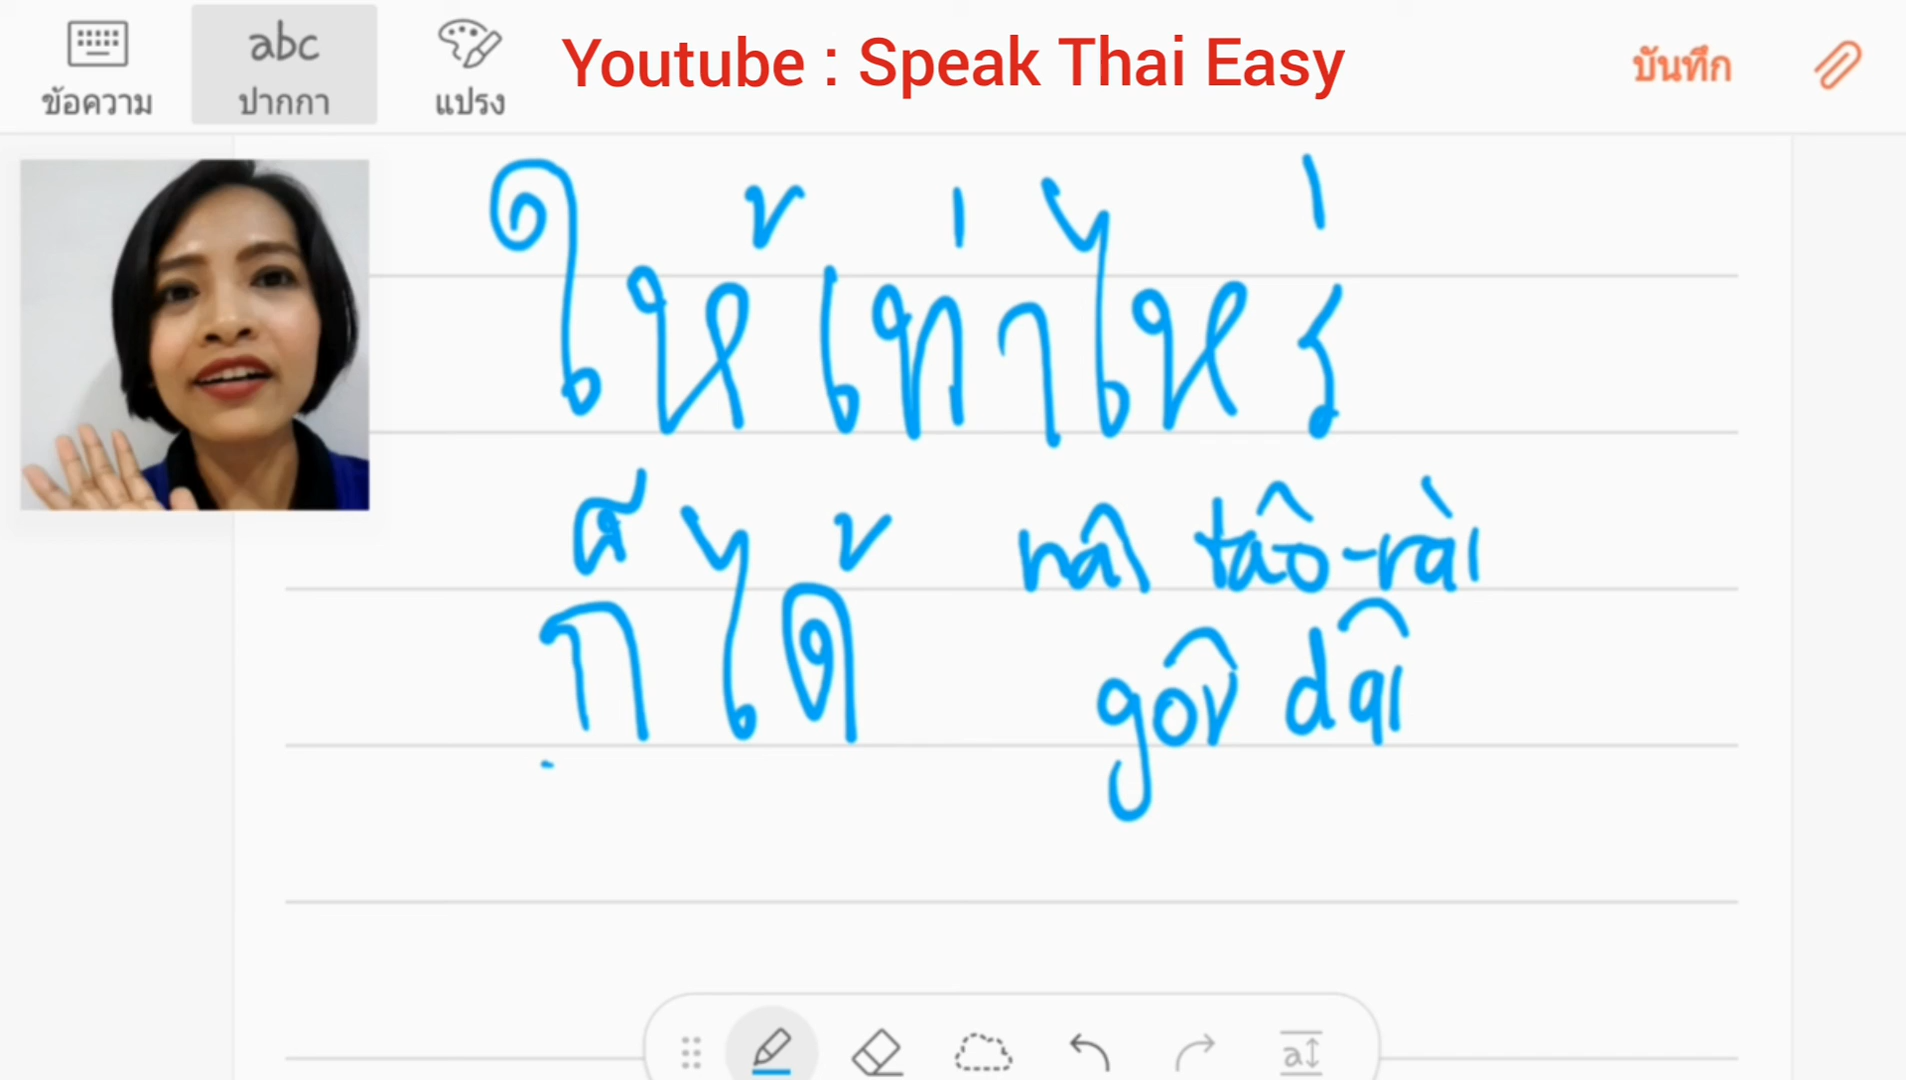 ข้อความ
abc
ปากกา
แปรง
Youtube : Speak Thai Easy
บันทึก
ให้เท่าไหร่
ก็ได้
hâi tâo-rài
gôv dâi
a